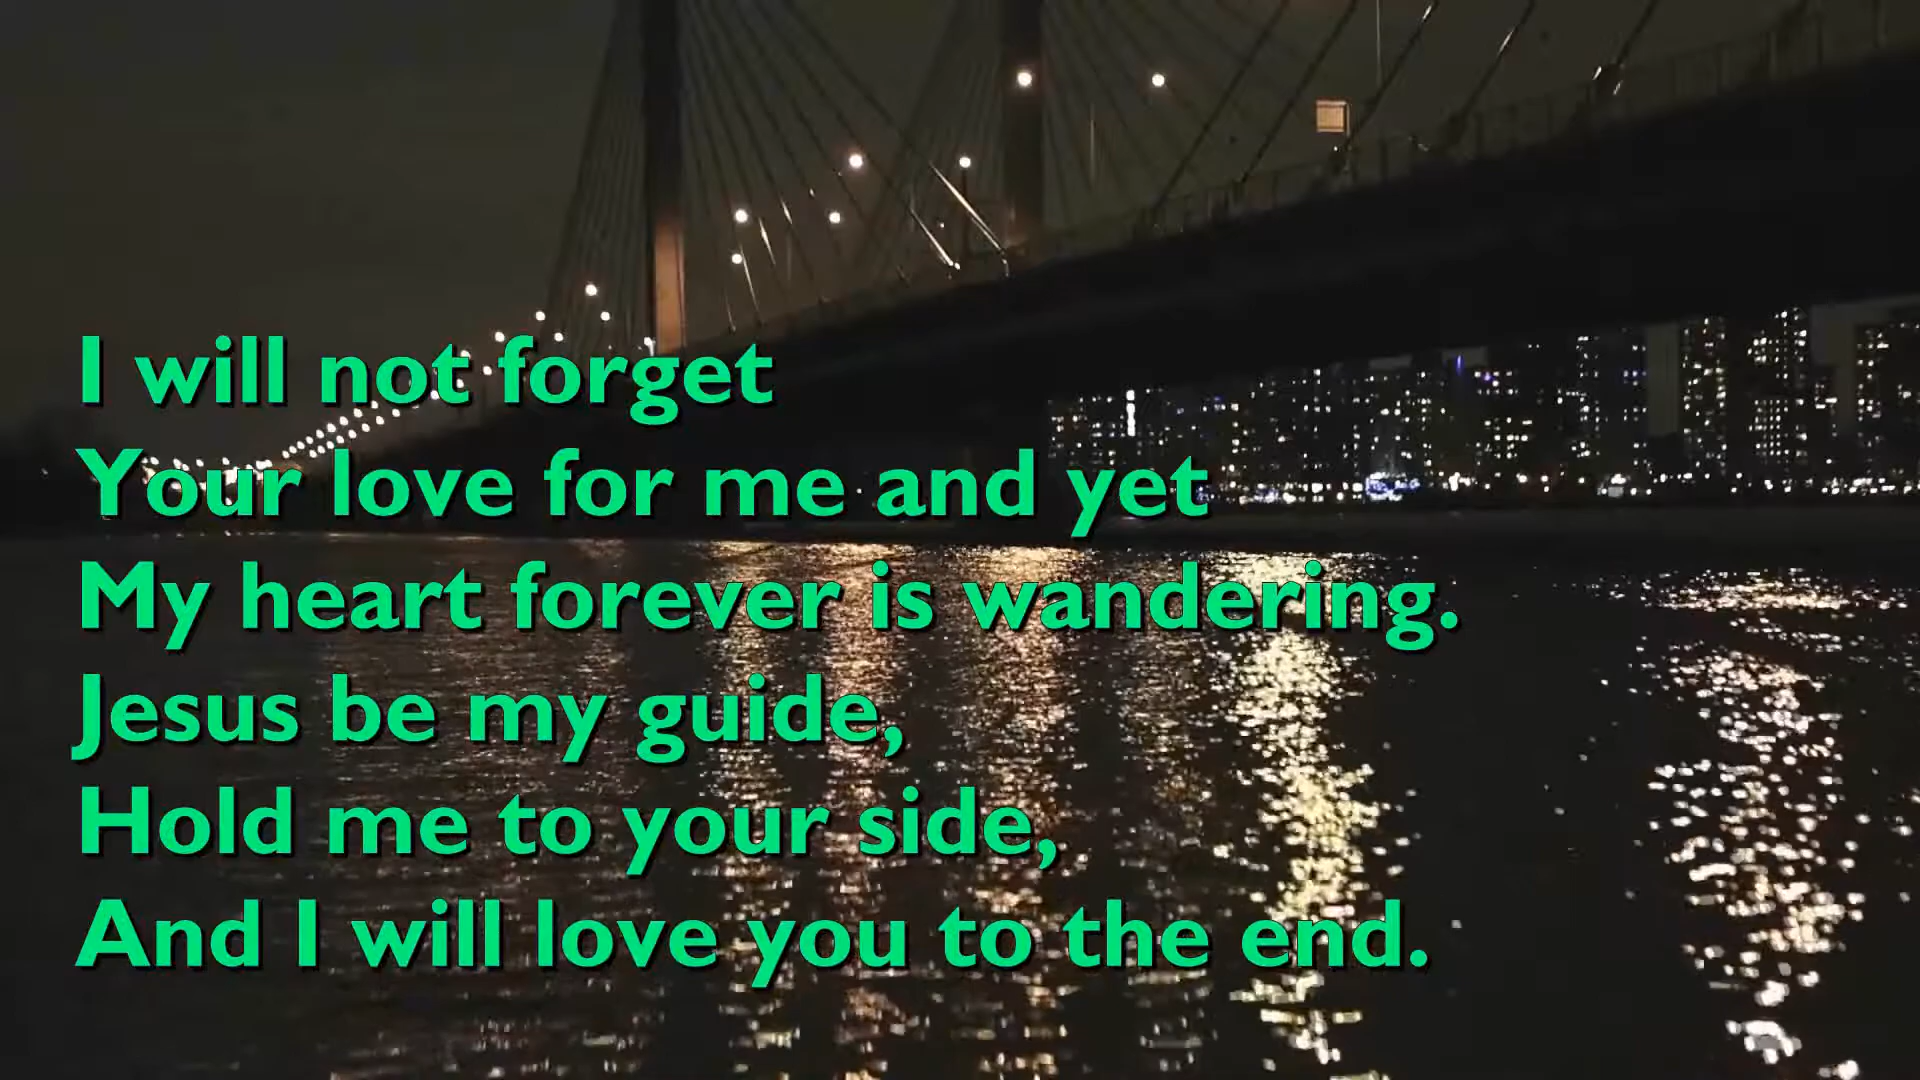 I will not forget
Your love for me and yet
My heart forever is wandering.
Jesus be my guide,
Hold me to your side,
And I will love you to the end.